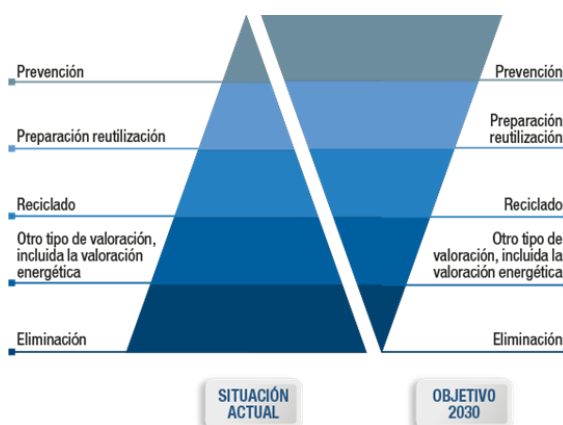 Prevención
Preparación reutilización
Reciclado
Otro tipo de valoración,
incluida la valoración
energética
Eliminación
Prevención
Preparación
reutilización
Reciclado
Otro tipo de
valoración, incluida la
valoración energética
Eliminación
SITUACIÓN
ACTUAL
OBJETIVO
2030